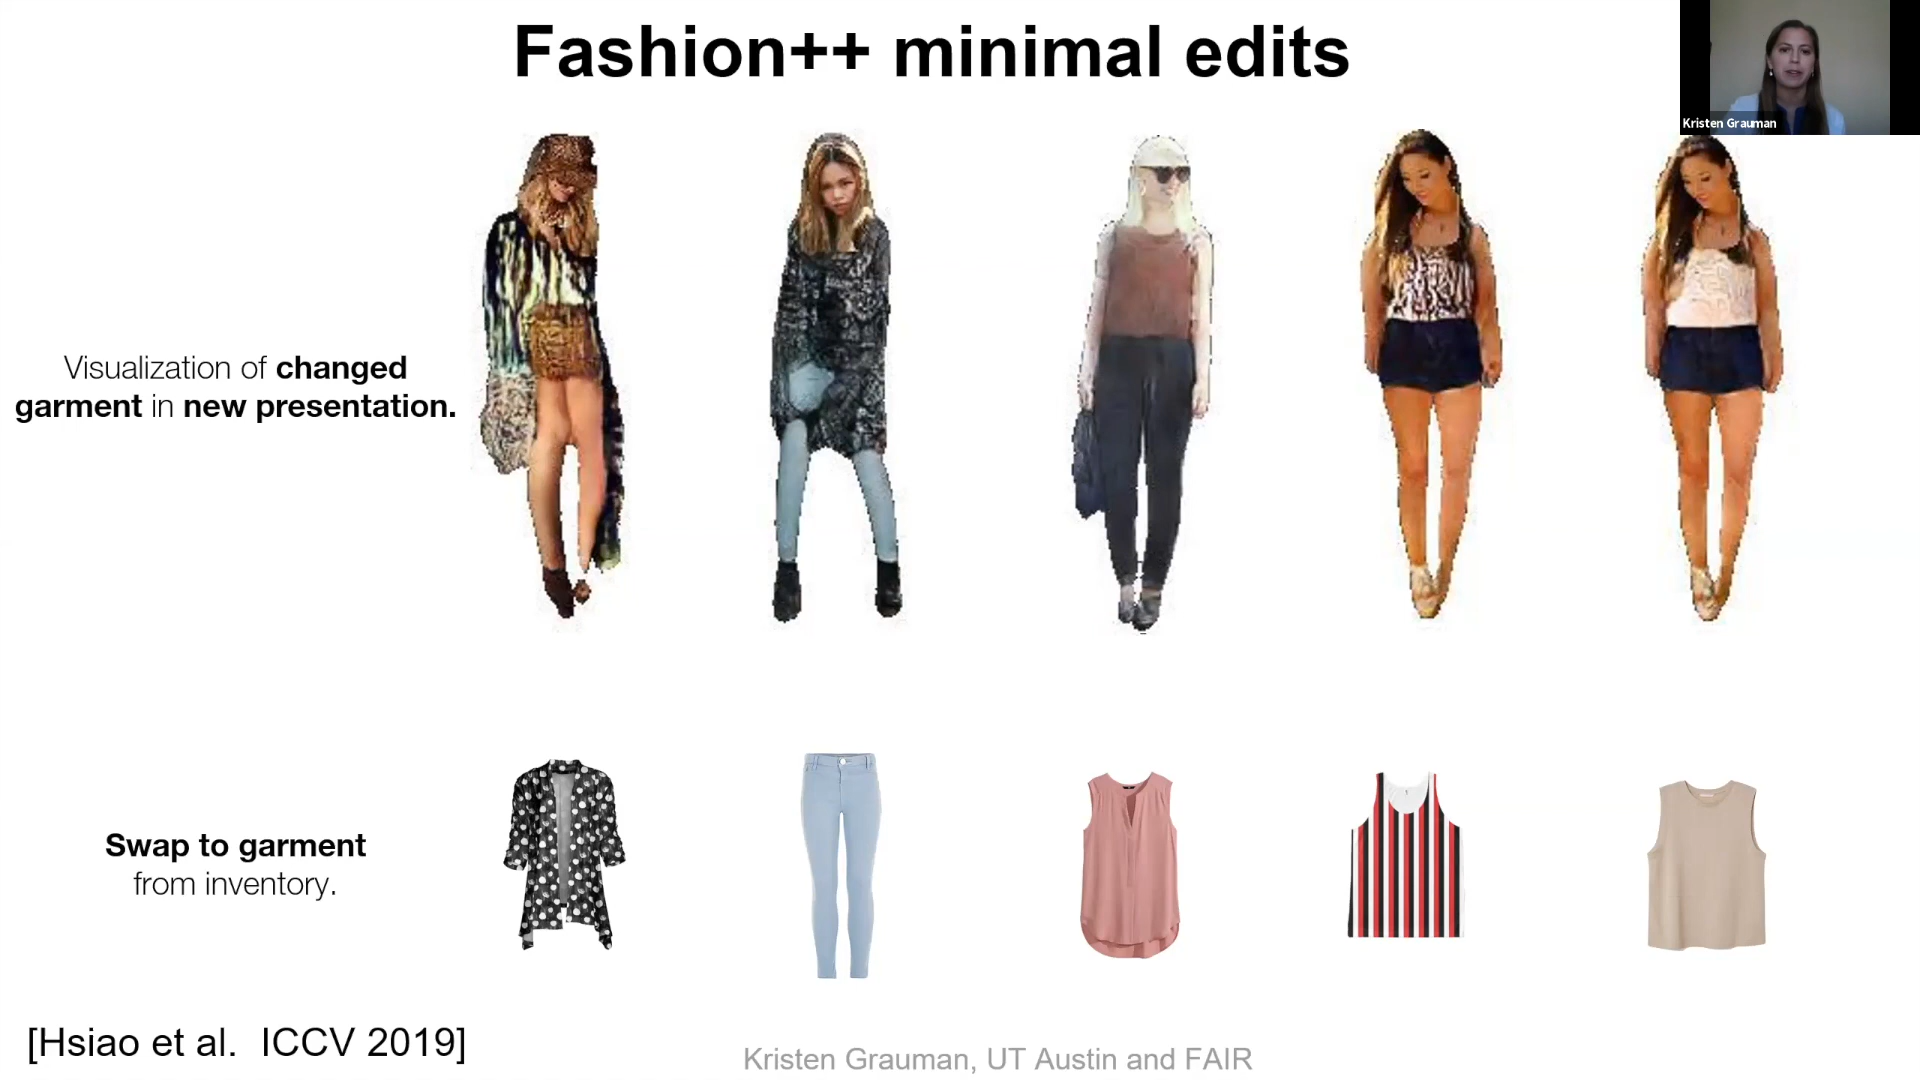 Fashion++ minimal edits
Kristen Grauman
Visualization of changed
garment in new presentation.
Swap to garment
from inventory.
[Hsiao et al.  ICCV 2019]
Kristen Grauman, UT Austin and FAIR